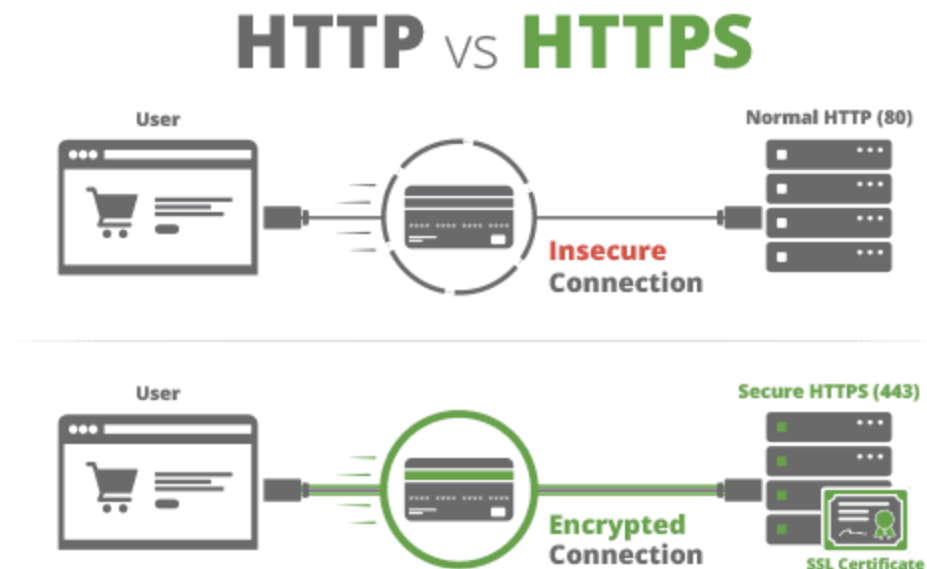 HTTP vs HTTPS
User
Normal HTTP (80)
Insecure
Connection
User
Secure HTTPS (443)
Encrypted
Connection
SSL Certificate